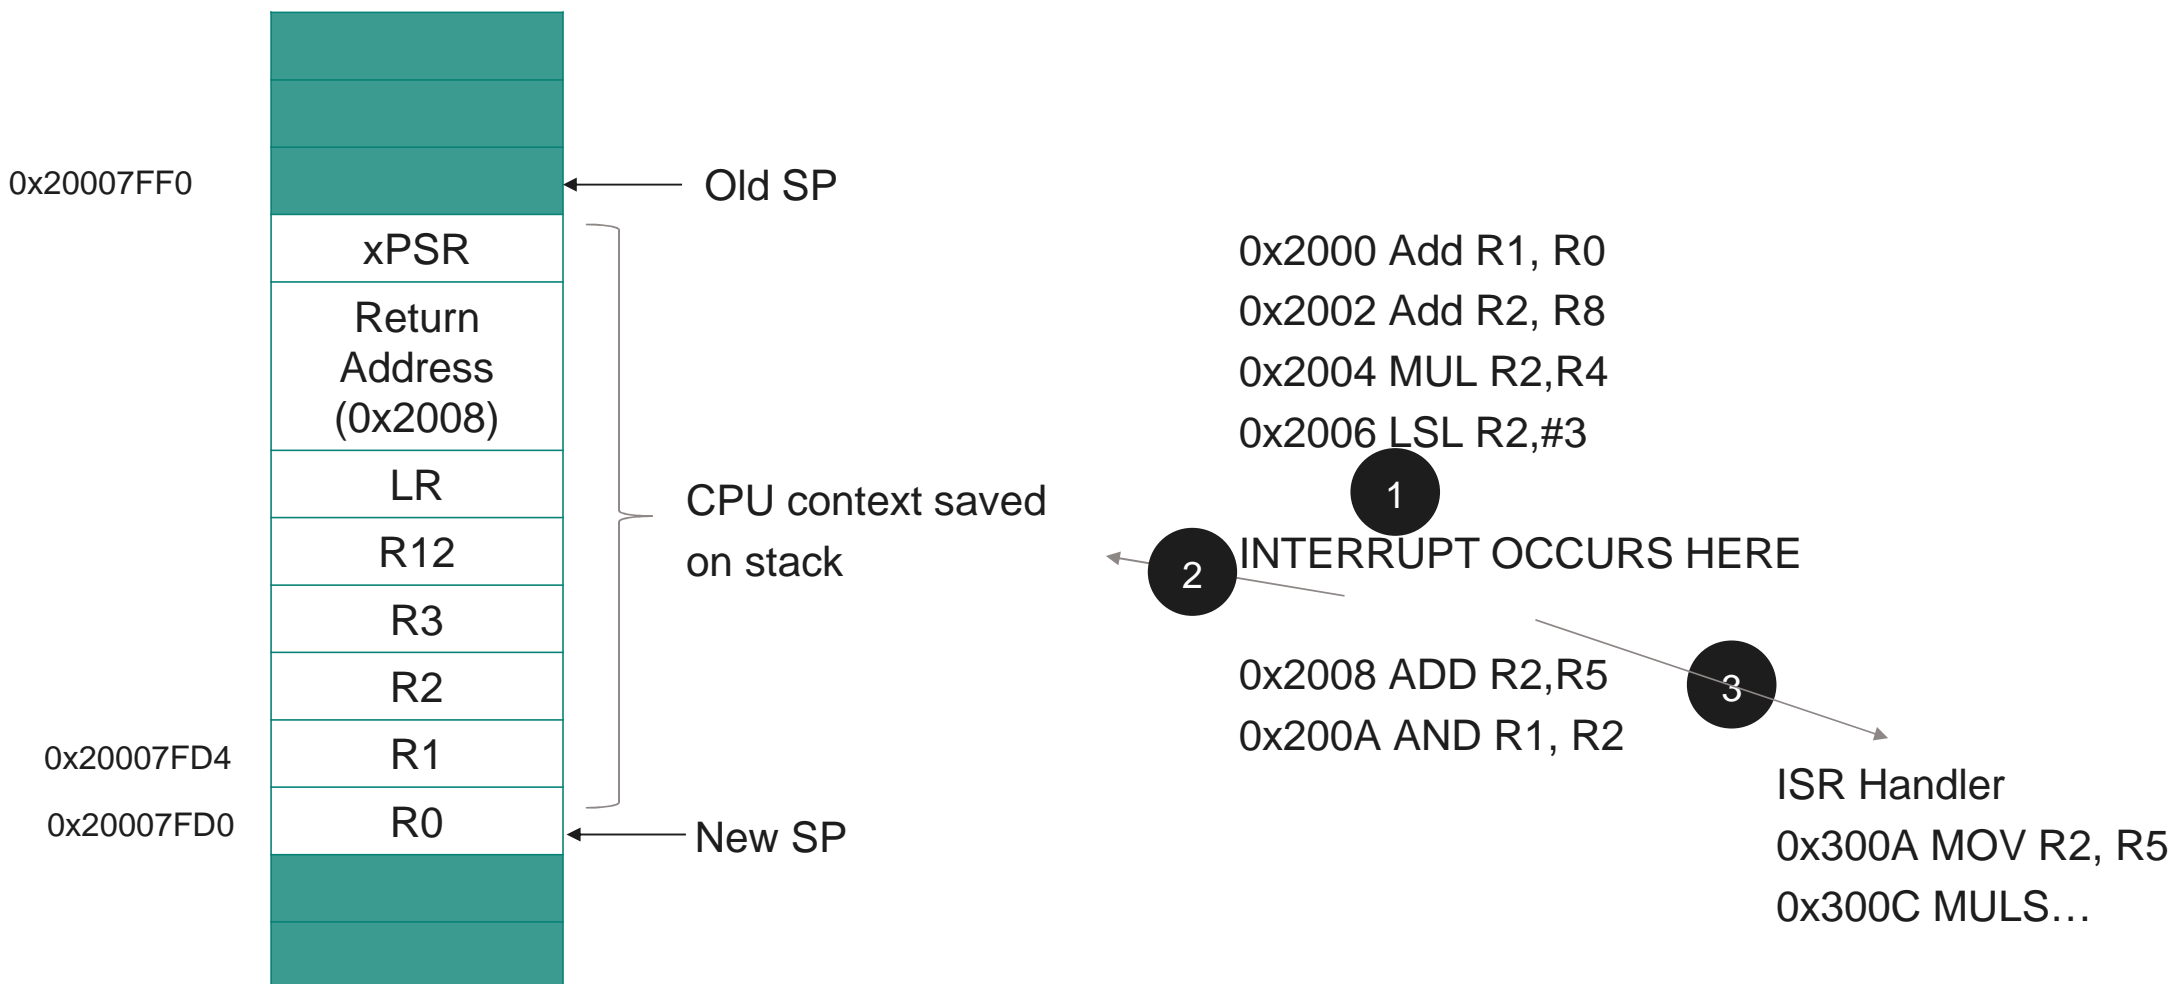 0x20007FF0
Old SP
xPSR
Return
Address
(0x2008)
LR
R12
R3
R2
0x20007FD4
R1
0x20007FD0
R0
New SP
CPU context saved
on stack
0x2000 Add R1, R0
0x2002 Add R2, R8
0x2004 MUL R2,R4
0x2006 LSL R2,#3
1
2
INTERRUPT OCCURS HERE
0x2008 ADD R2,R5
0x200A AND R1, R2
3
ISR Handler
0x300A MOV R2, R5
0x300C MULS…